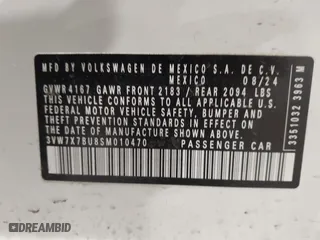 MFD BY VOLKSWAGEN DE MEXICO S.A. DE C.V.
MEXICO 08/24
GVWR 4167 GAWR FRONT 2183 / REAR 2094 LBS
THIS VEHICLE CONFORMS TO ALL APPLICABLE U.S.
FEDERAL MOTOR VEHICLE SAFETY, BUMPER AND
THEFT PREVENTION STANDARDS IN EFFECT ON THE
DATE OF MANUFACTURE SHOWN ABOVE.
3VW7X7BU8SM010470 PASSENGER CAR
3351032 3963 M